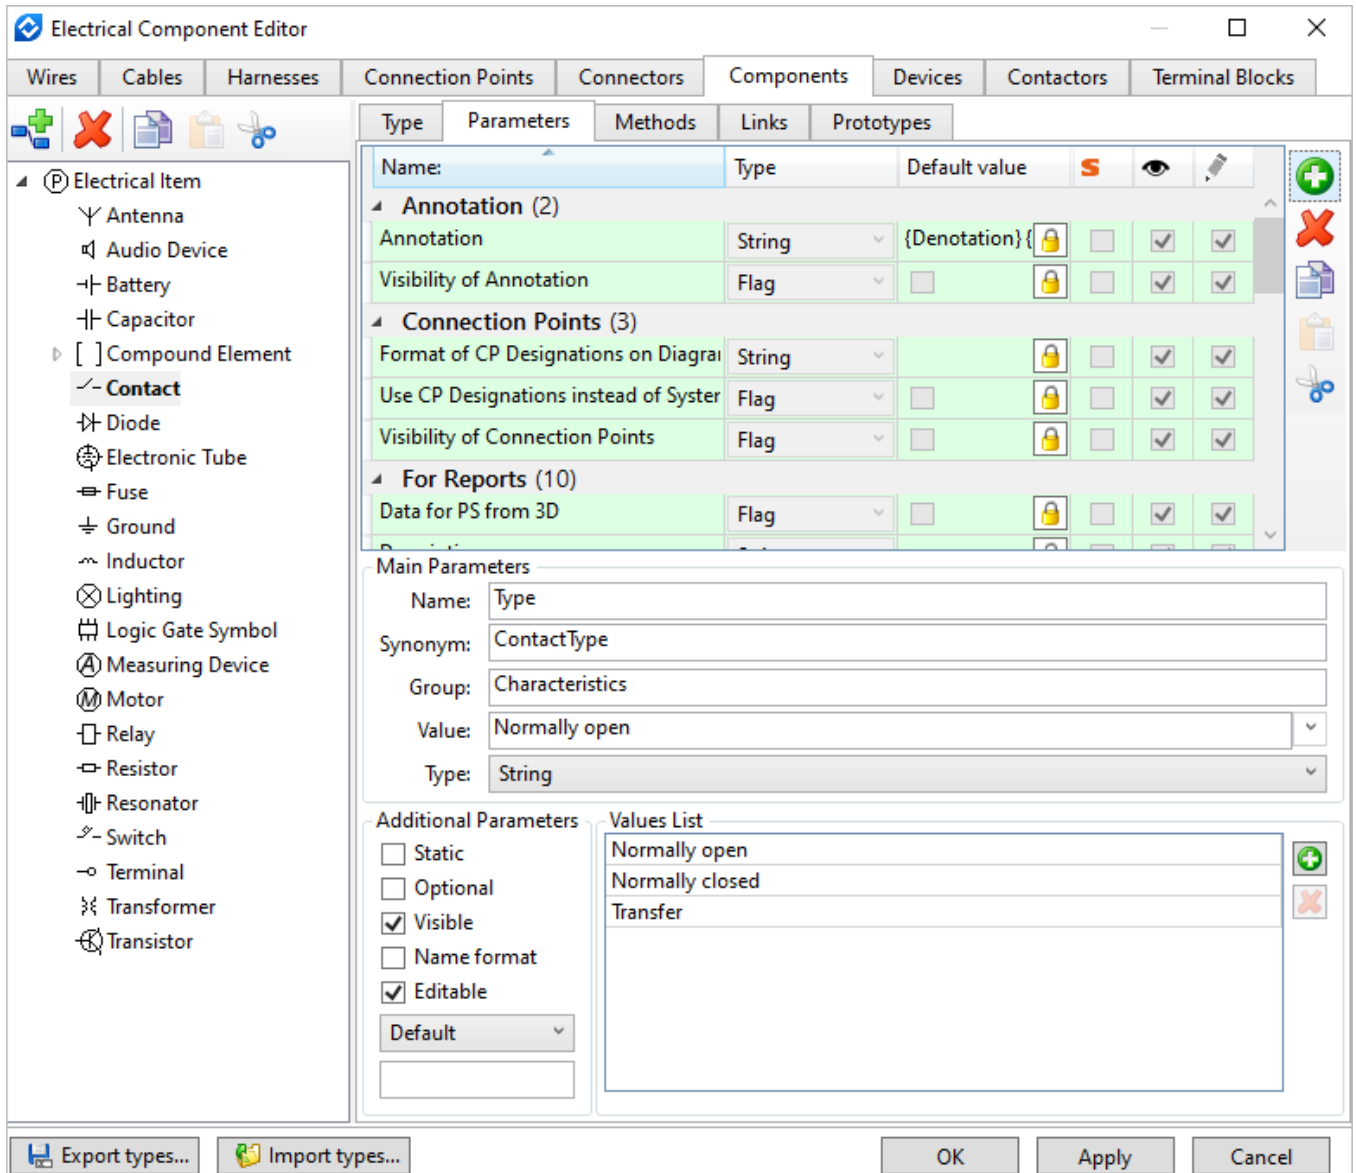 Electrical Component Editor
Wires Cables Harnesses Connection Points Connectors Components Devices Contactors Terminal Blocks
Type Parameters Methods Links Prototypes
Electrical Item
Antenna
Audio Device
Battery
Capacitor
[ ] Compound Element
Contact
Diode
Electronic Tube
Fuse
Ground
Inductor
Lighting
Logic Gate Symbol
Measuring Device
Motor
Relay
Resistor
Resonator
Switch
Terminal
Transformer
Transistor
Name: Type Default value S
Annotation (2)
Annotation String {Denotation}{
Visibility of Annotation Flag
Connection Points (3)
Format of CP Designations on Diagra String
Use CP Designations instead of Syster Flag
Visibility of Connection Points Flag
For Reports (10)
Data for PS from 3D Flag
Main Parameters
Name: Type
Synonym: ContactType
Group: Characteristics
Value: Normally open
Type: String
Additional Parameters
Static
Optional
Visible
Name format
Editable
Default
Values List
Normally open
Normally closed
Transfer
Export types... Import types... OK Apply Cancel